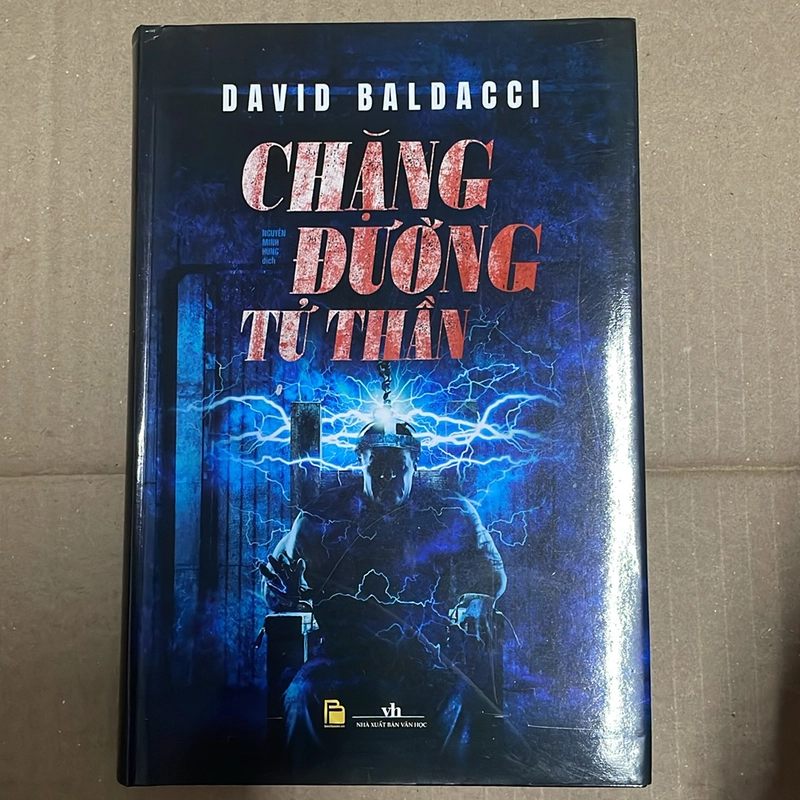 DAVID BALDACCI
CHẶNG
NGUYỄN
MINH
HƯNG
dịch
ĐƯỜNG
TỬ THẦN
vh
NHÀ XUẤT BẢN VĂN HỌC